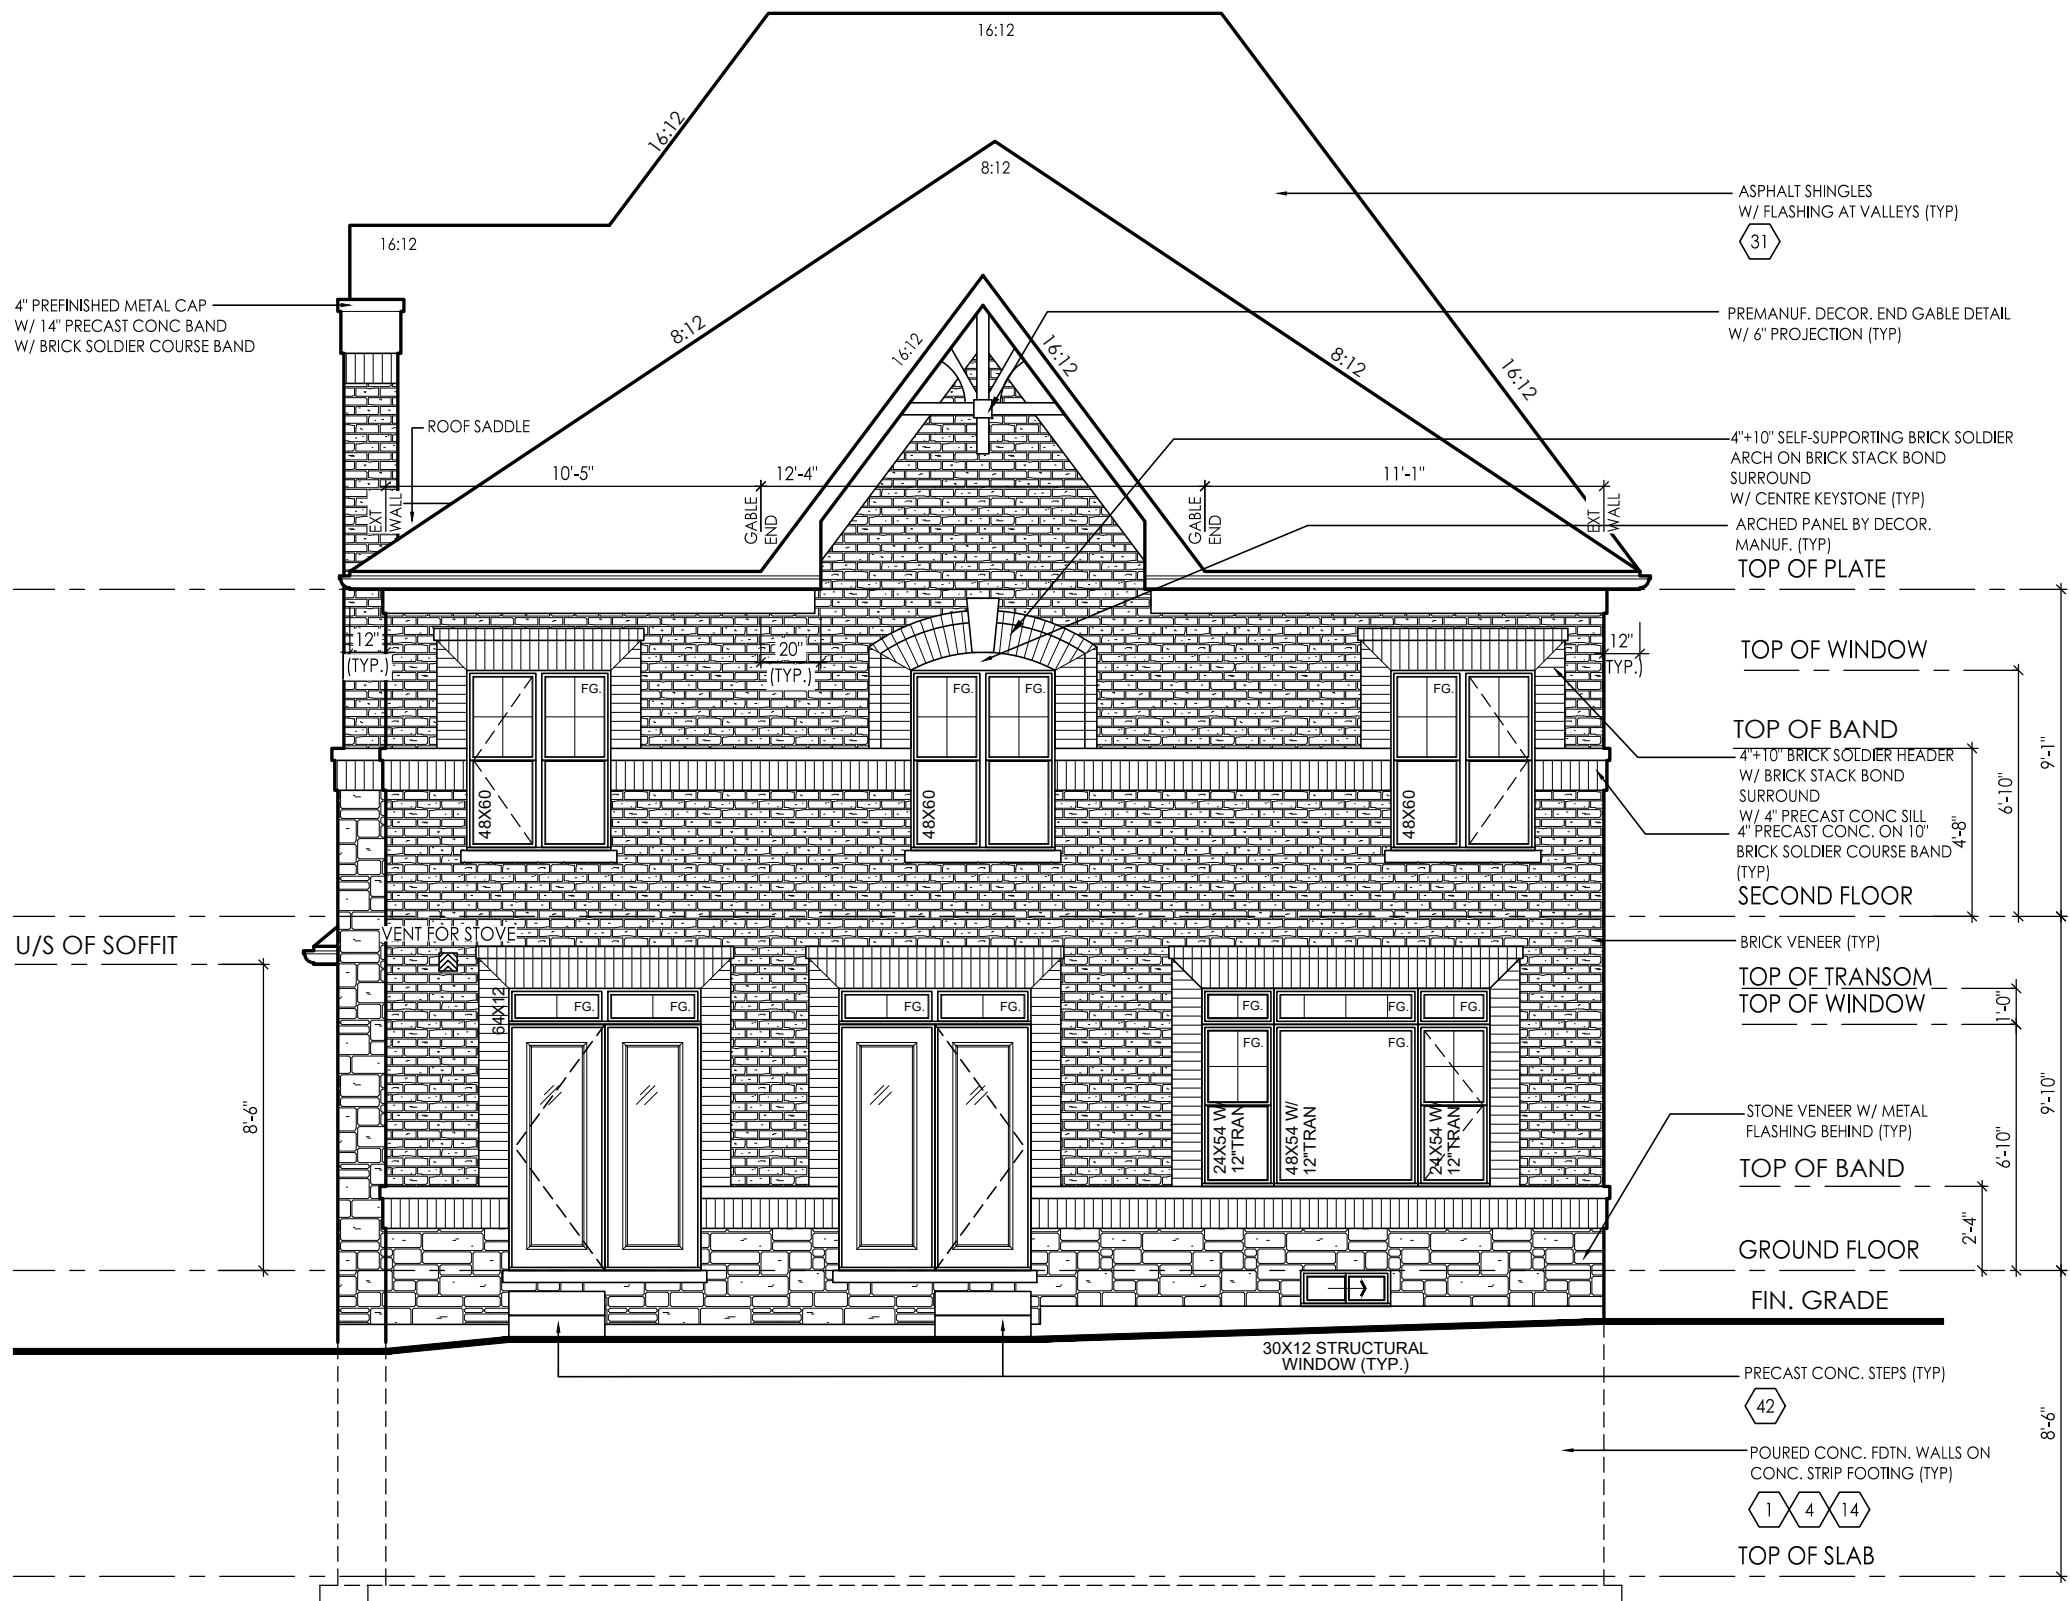 16:12
16:12
8:12
16:12
ASPHALT SHINGLES
W/ FLASHING AT VALLEYS (TYP)
31
4" PREFINISHED METAL CAP
W/ 14" PRECAST CONC BAND
W/ BRICK SOLDIER COURSE BAND
PREMANUF. DECOR. END GABLE DETAIL
W/ 6" PROJECTION (TYP)
8:12
16:12
16:12
8:12
16:12
ROOF SADDLE
4"+10" SELF-SUPPORTING BRICK SOLDIER
ARCH ON BRICK STACK BOND
SURROUND
W/ CENTRE KEYSTONE (TYP)
10'-5"
12'-4"
11'-1"
EXT
WALL
GABLE
END
GABLE
END
EXT
WALL
ARCHED PANEL BY DECOR.
MANUF. (TYP)
TOP OF PLATE
12"
(TYP.)
20"
(TYP.)
12"
(TYP.)
TOP OF WINDOW
FG.
FG.
FG.
FG.
TOP OF BAND
4"+10" BRICK SOLDIER HEADER
W/ BRICK STACK BOND
SURROUND
W/ 4" PRECAST CONC SILL
4" PRECAST CONC. ON 10"
BRICK SOLDIER COURSE BAND
(TYP)
48X60
48X60
48X60
4'-8"
6'-10"
9'-1"
SECOND FLOOR
U/S OF SOFFIT
VENT FOR STOVE
BRICK VENEER (TYP)
TOP OF TRANSOM
TOP OF WINDOW
1'-0"
64X12
FG.
FG.
FG.
FG.
FG.
FG.
FG.
FG.
FG.
24X54 W/
12"TRAN
48X54 W/
12"TRAN
24X54 W/
12"TRAN
8'-6"
STONE VENEER W/ METAL
FLASHING BEHIND (TYP)
6'-10"
9'-10"
TOP OF BAND
2'-4"
GROUND FLOOR
FIN. GRADE
30X12 STRUCTURAL
WINDOW (TYP.)
PRECAST CONC. STEPS (TYP)
42
8'-6"
POURED CONC. FDTN. WALLS ON
CONC. STRIP FOOTING (TYP)
1 4 14
TOP OF SLAB